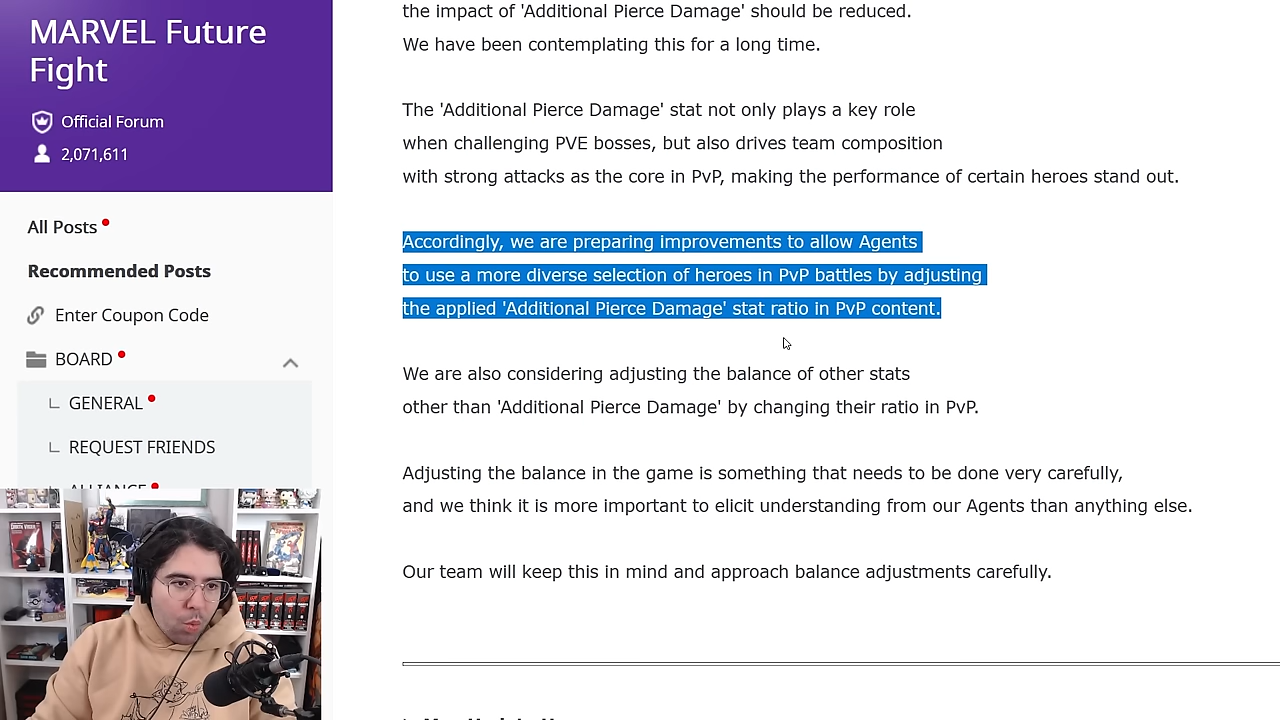 MARVEL Future
Fight
Official Forum
2,071,611
All Posts
Recommended Posts
Enter Coupon Code
BOARD
GENERAL
REQUEST FRIENDS
ALLIANCE
the impact of 'Additional Pierce Damage' should be reduced.
We have been contemplating this for a long time.
The 'Additional Pierce Damage' stat not only plays a key role
when challenging PVE bosses, but also drives team composition
with strong attacks as the core in PvP, making the performance of certain heroes stand out.
Accordingly, we are preparing improvements to allow Agents
to use a more diverse selection of heroes in PvP battles by adjusting
the applied 'Additional Pierce Damage' stat ratio in PvP content.
We are also considering adjusting the balance of other stats
other than 'Additional Pierce Damage' by changing their ratio in PvP.
Adjusting the balance in the game is something that needs to be done very carefully,
and we think it is more important to elicit understanding from our Agents than anything else.
Our team will keep this in mind and approach balance adjustments carefully.